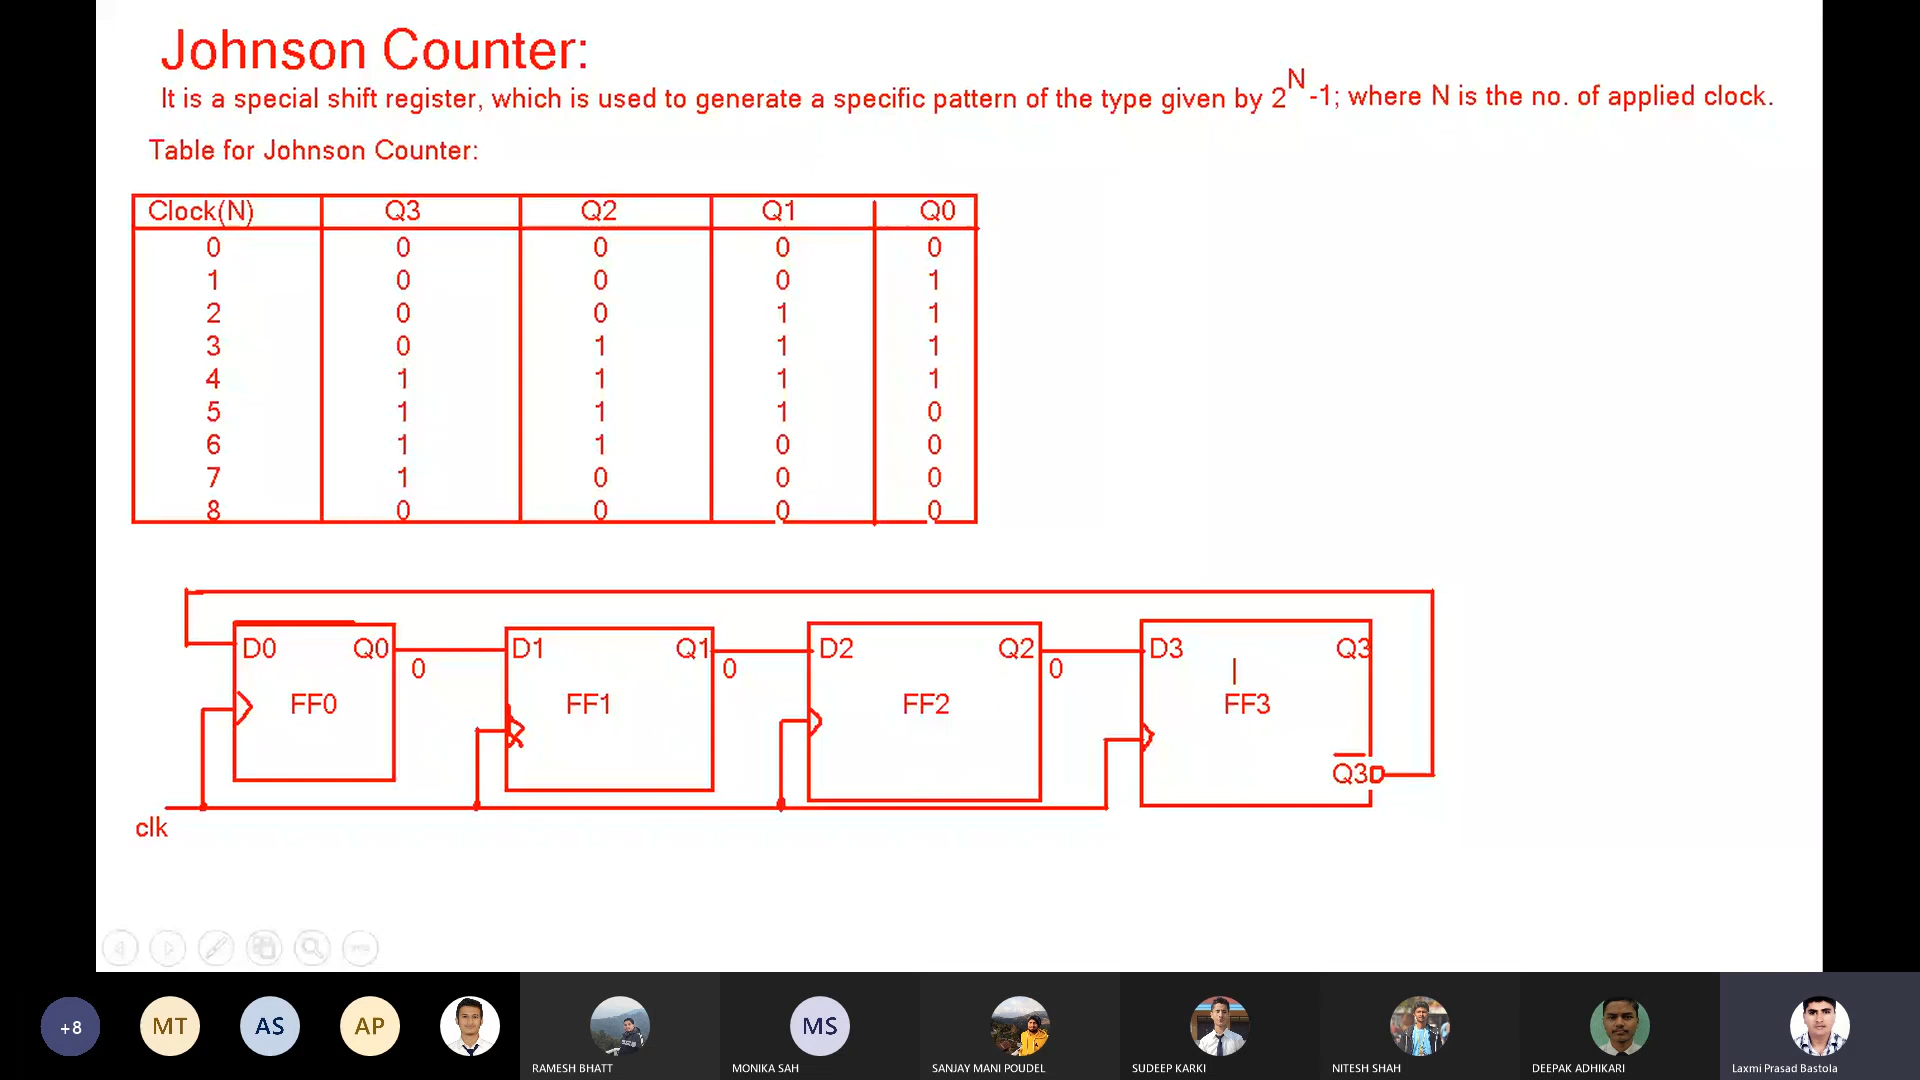 Johnson Counter:
It is a special shift register, which is used to generate a specific pattern of the type given by 2^N-1; where N is the no. of applied clock.
Table for Johnson Counter:
Clock(N) Q3 Q2 Q1 Q0
0 0 0 0 0
1 0 0 0 1
2 0 0 1 1
3 0 1 1 1
4 1 1 1 1
5 1 1 1 0
6 1 1 0 0
7 1 0 0 0
8 0 0 0 0
D0 Q0 D1 Q1 D2 Q2 D3 Q3
0 0 0 |
FF0 FF1 FF2 FF3
Q̅3̅
clk
+8 MT AS AP MS
RAMESH BHATT MONIKA SAH SANJAY MANI POUDEL SUDEEP KARKI NITESH SHAH DEEPAK ADHIKARI Laxmi Prasad Bastola